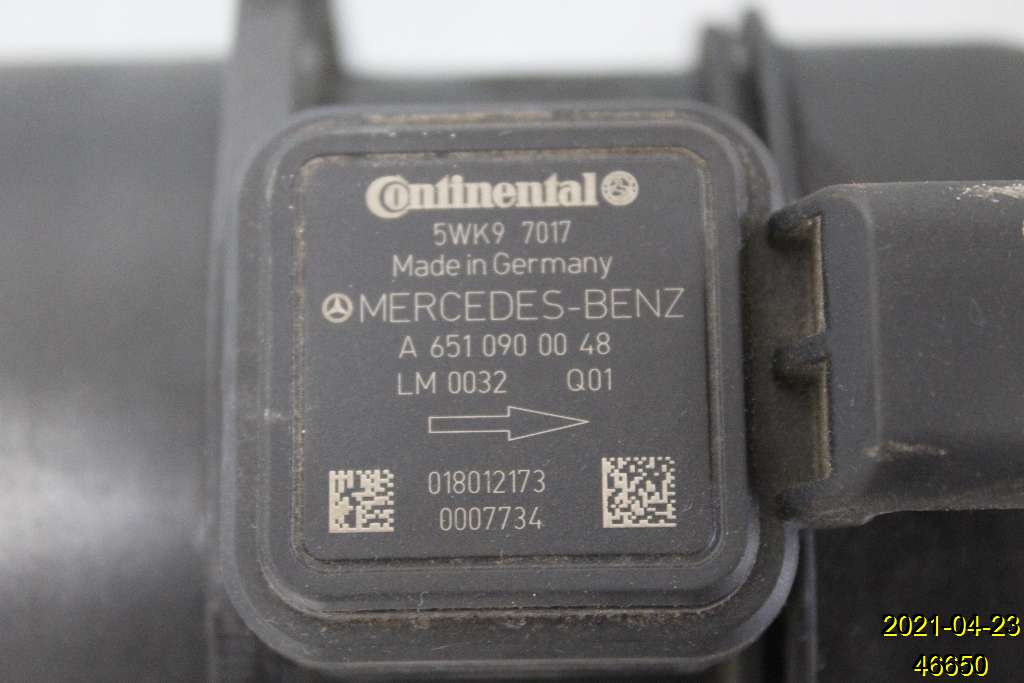 Continental
5WK9 7017
Made in Germany
MERCEDES-BENZ
A 651 090 00 48
LM 0032 Q01
018012173
0007734
2021-04-23
46650